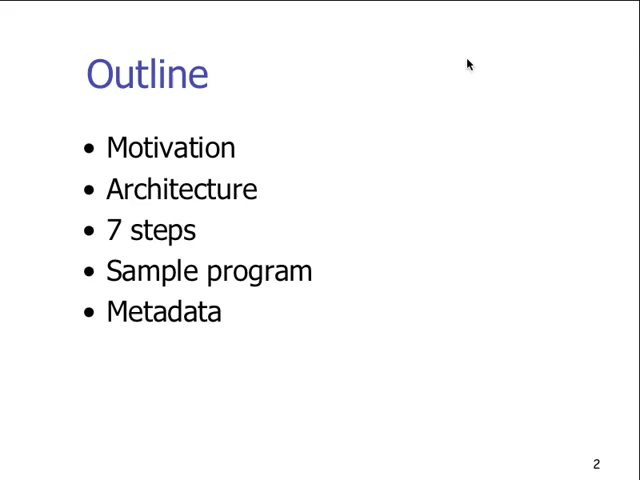 Outline
• Motivation
• Architecture
• 7 steps
• Sample program
• Metadata
2